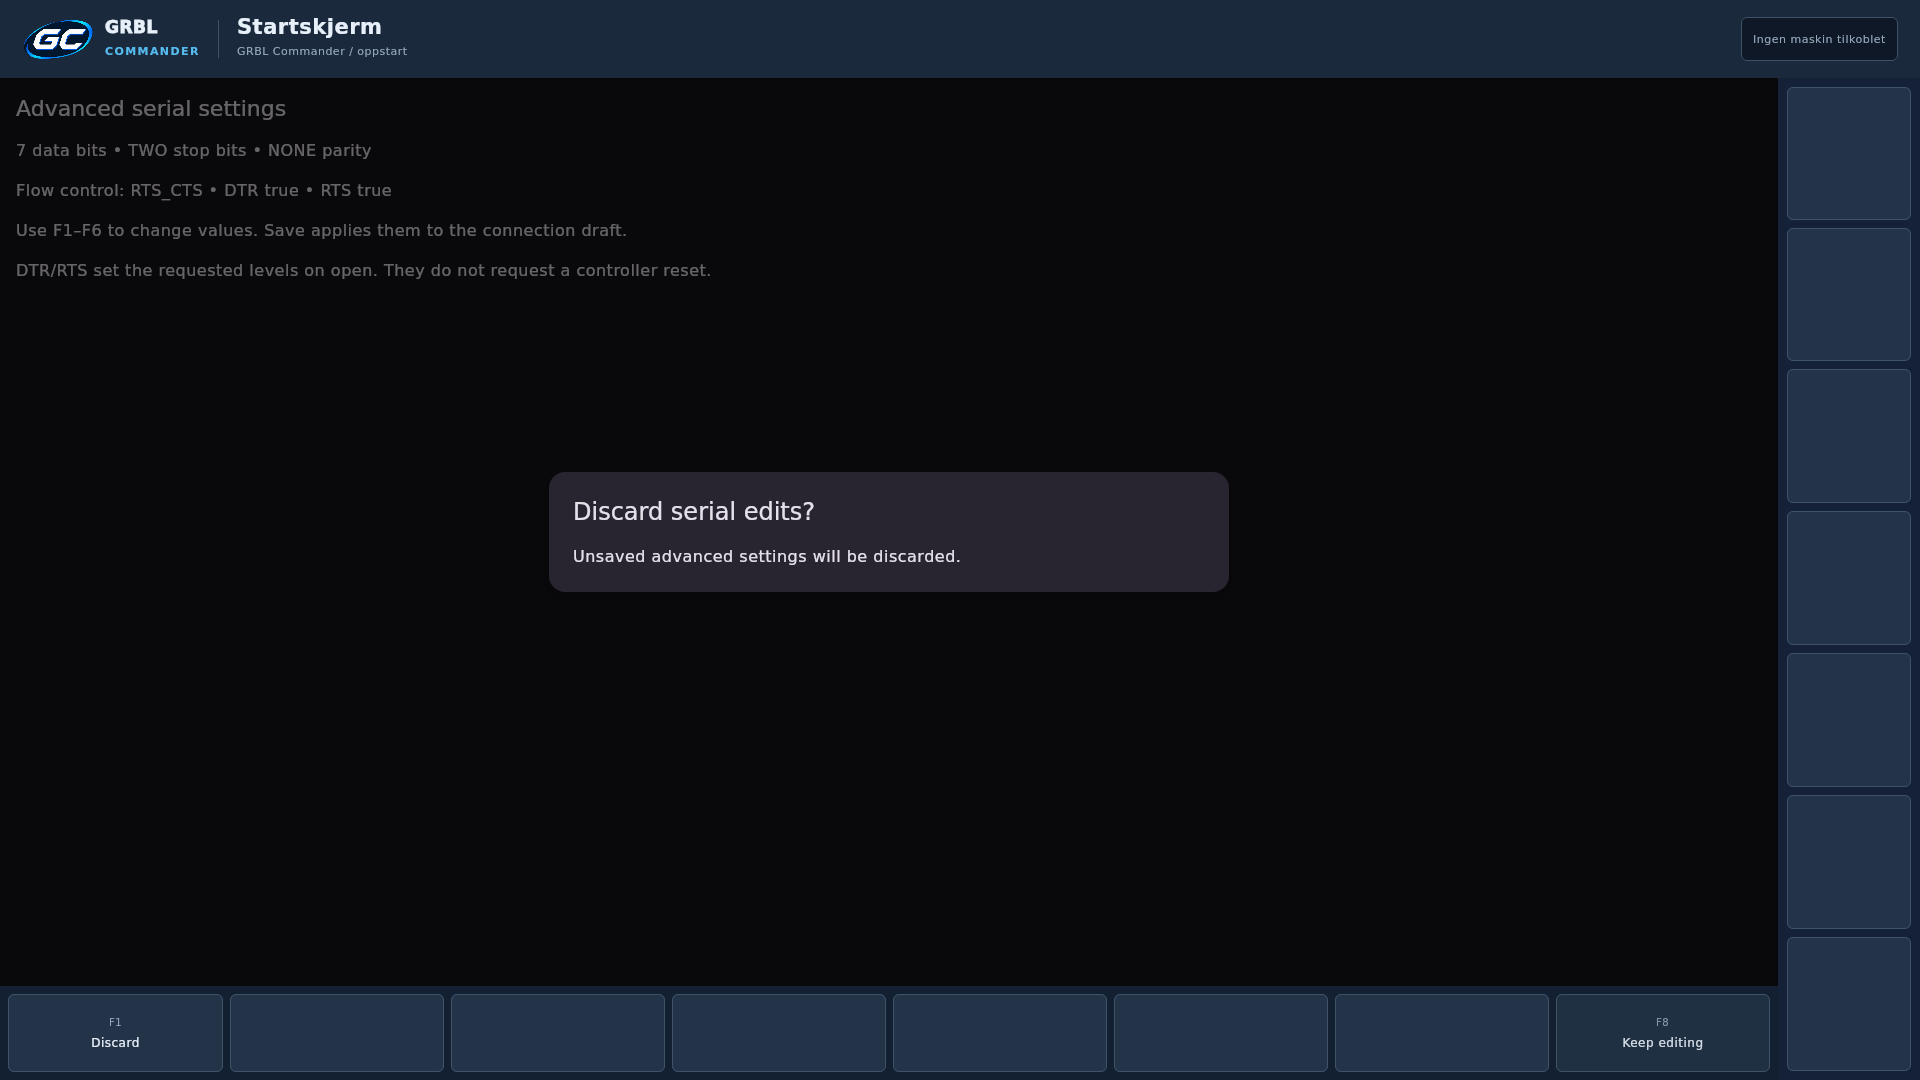 GC
GRBL
COMMANDER
Startskjerm
GRBL Commander / oppstart
Ingen maskin tilkoblet
Advanced serial settings
7 data bits • TWO stop bits • NONE parity
Flow control: RTS_CTS • DTR true • RTS true
Use F1–F6 to change values. Save applies them to the connection draft.
DTR/RTS set the requested levels on open. They do not request a controller reset.
Discard serial edits?
Unsaved advanced settings will be discarded.
F1
Discard
F8
Keep editing